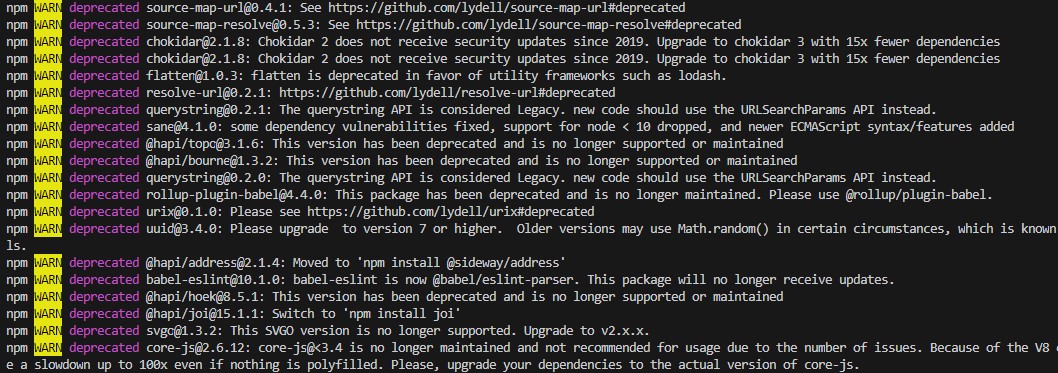 npm WARN deprecated source-map-url@0.4.1: See https://github.com/lydell/source-map-url#deprecated
npm WARN deprecated source-map-resolve@0.5.3: See https://github.com/lydell/source-map-resolve#deprecated
npm WARN deprecated chokidar@2.1.8: Chokidar 2 does not receive security updates since 2019. Upgrade to chokidar 3 with 15x fewer dependencies
npm WARN deprecated chokidar@2.1.8: Chokidar 2 does not receive security updates since 2019. Upgrade to chokidar 3 with 15x fewer dependencies
npm WARN deprecated flatten@1.0.3: flatten is deprecated in favor of utility frameworks such as lodash.
npm WARN deprecated resolve-url@0.2.1: https://github.com/lydell/resolve-url#deprecated
npm WARN deprecated querystring@0.2.1: The querystring API is considered Legacy. new code should use the URLSearchParams API instead.
npm WARN deprecated sane@4.1.0: some dependency vulnerabilities fixed, support for node < 10 dropped, and newer ECMAScript syntax/features added
npm WARN deprecated @hapi/topo@3.1.6: This version has been deprecated and is no longer supported or maintained
npm WARN deprecated @hapi/bourne@1.3.2: This version has been deprecated and is no longer supported or maintained
npm WARN deprecated querystring@0.2.0: The querystring API is considered Legacy. new code should use the URLSearchParams API instead.
npm WARN deprecated rollup-plugin-babel@4.4.0: This package has been deprecated and is no longer maintained. Please use @rollup/plugin-babel.
npm WARN deprecated urix@0.1.0: Please see https://github.com/lydell/urix#deprecated
npm WARN deprecated uuid@3.4.0: Please upgrade  to version 7 or higher.  Older versions may use Math.random() in certain circumstances, which is known
ls.
npm WARN deprecated @hapi/address@2.1.4: Moved to 'npm install @sideway/address'
npm WARN deprecated babel-eslint@10.1.0: babel-eslint is now @babel/eslint-parser. This package will no longer receive updates.
npm WARN deprecated @hapi/hoek@8.5.1: This version has been deprecated and is no longer supported or maintained
npm WARN deprecated @hapi/joi@15.1.1: Switch to 'npm install joi'
npm WARN deprecated svgo@1.3.2: This SVGO version is no longer supported. Upgrade to v2.x.x.
npm WARN deprecated core-js@2.6.12: core-js@<3.4 is no longer maintained and not recommended for usage due to the number of issues. Because of the V8
e a slowdown up to 100x even if nothing is polyfilled. Please, upgrade your dependencies to the actual version of core-js.